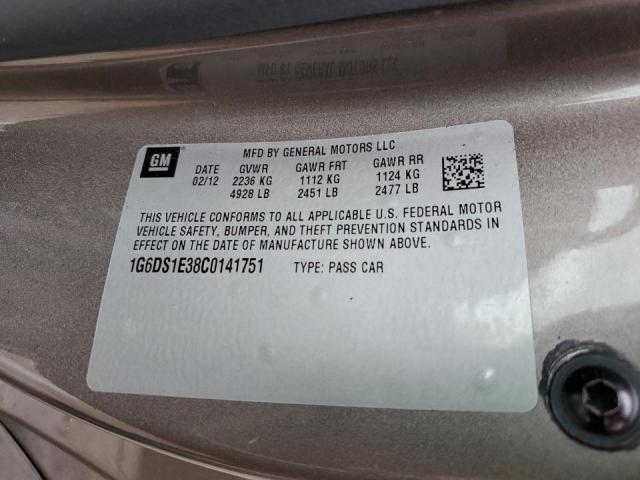 GM
MFD BY GENERAL MOTORS LLC
DATE GVWR GAWR FRT GAWR RR
02/12 2236 KG 1112 KG 1124 KG
4928 LB 2451 LB 2477 LB
THIS VEHICLE CONFORMS TO ALL APPLICABLE U.S. FEDERAL MOTOR
VEHICLE SAFETY, BUMPER, AND THEFT PREVENTION STANDARDS IN
EFFECT ON THE DATE OF MANUFACTURE SHOWN ABOVE.
1G6DS1E38C0141751 TYPE: PASS CAR